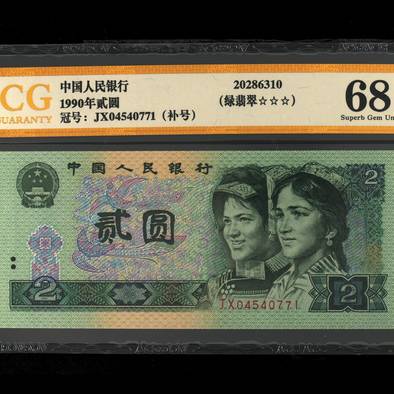 CG
GUARANTY
中国人民银行
1990年贰圆
冠号：JX04540771（补号）
20286310
（绿翡翠☆☆☆）
68
Superb Gem Un
中国人民银行
2
贰圆
JX04540771
2
2